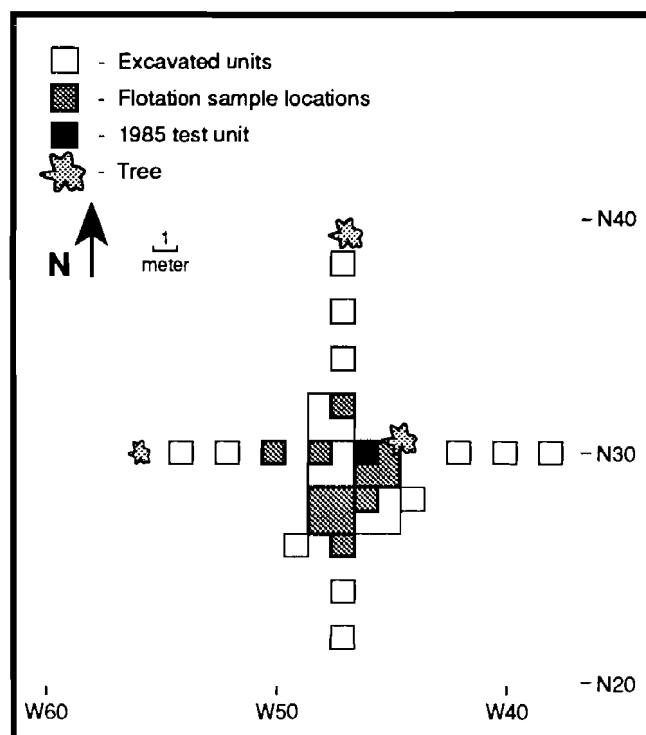 - Excavated units
- Flotation sample locations
- 1985 test unit
- Tree
N
1
meter
- N40
- N30
- N20
W60 W50 W40